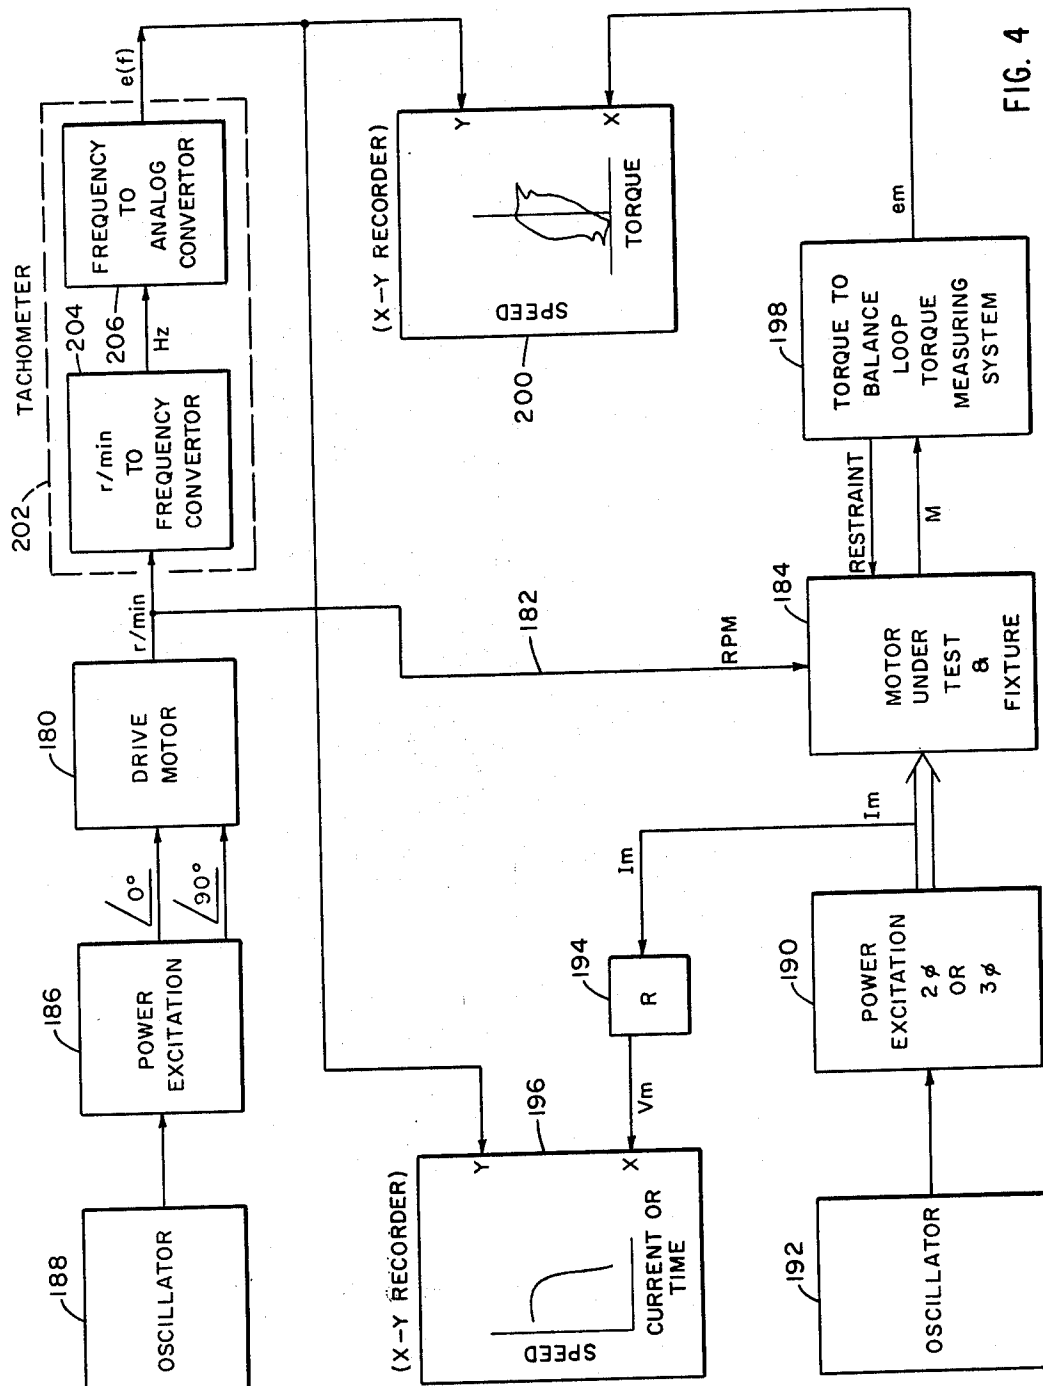 188
OSCILLATOR
186
POWER
EXCITATION
0°
90°
180
DRIVE
MOTOR
r/min
202
TACHOMETER
204
r/min
TO
FREQUENCY
CONVERTOR
Hz
206
FREQUENCY
TO
ANALOG
CONVERTOR
e(f)
(X-Y RECORDER)
196
Y
X
SPEED
CURRENT OR
TIME
Vm
194
R
Im
182
RPM
(X-Y RECORDER)
200
Y
X
SPEED
TORQUE
192
OSCILLATOR
190
POWER
EXCITATION
2φ
OR
3φ
Im
184
MOTOR
UNDER
TEST
&
FIXTURE
RESTRAINT
M
198
TORQUE TO
BALANCE
LOOP
TORQUE
MEASURING
SYSTEM
em
FIG. 4